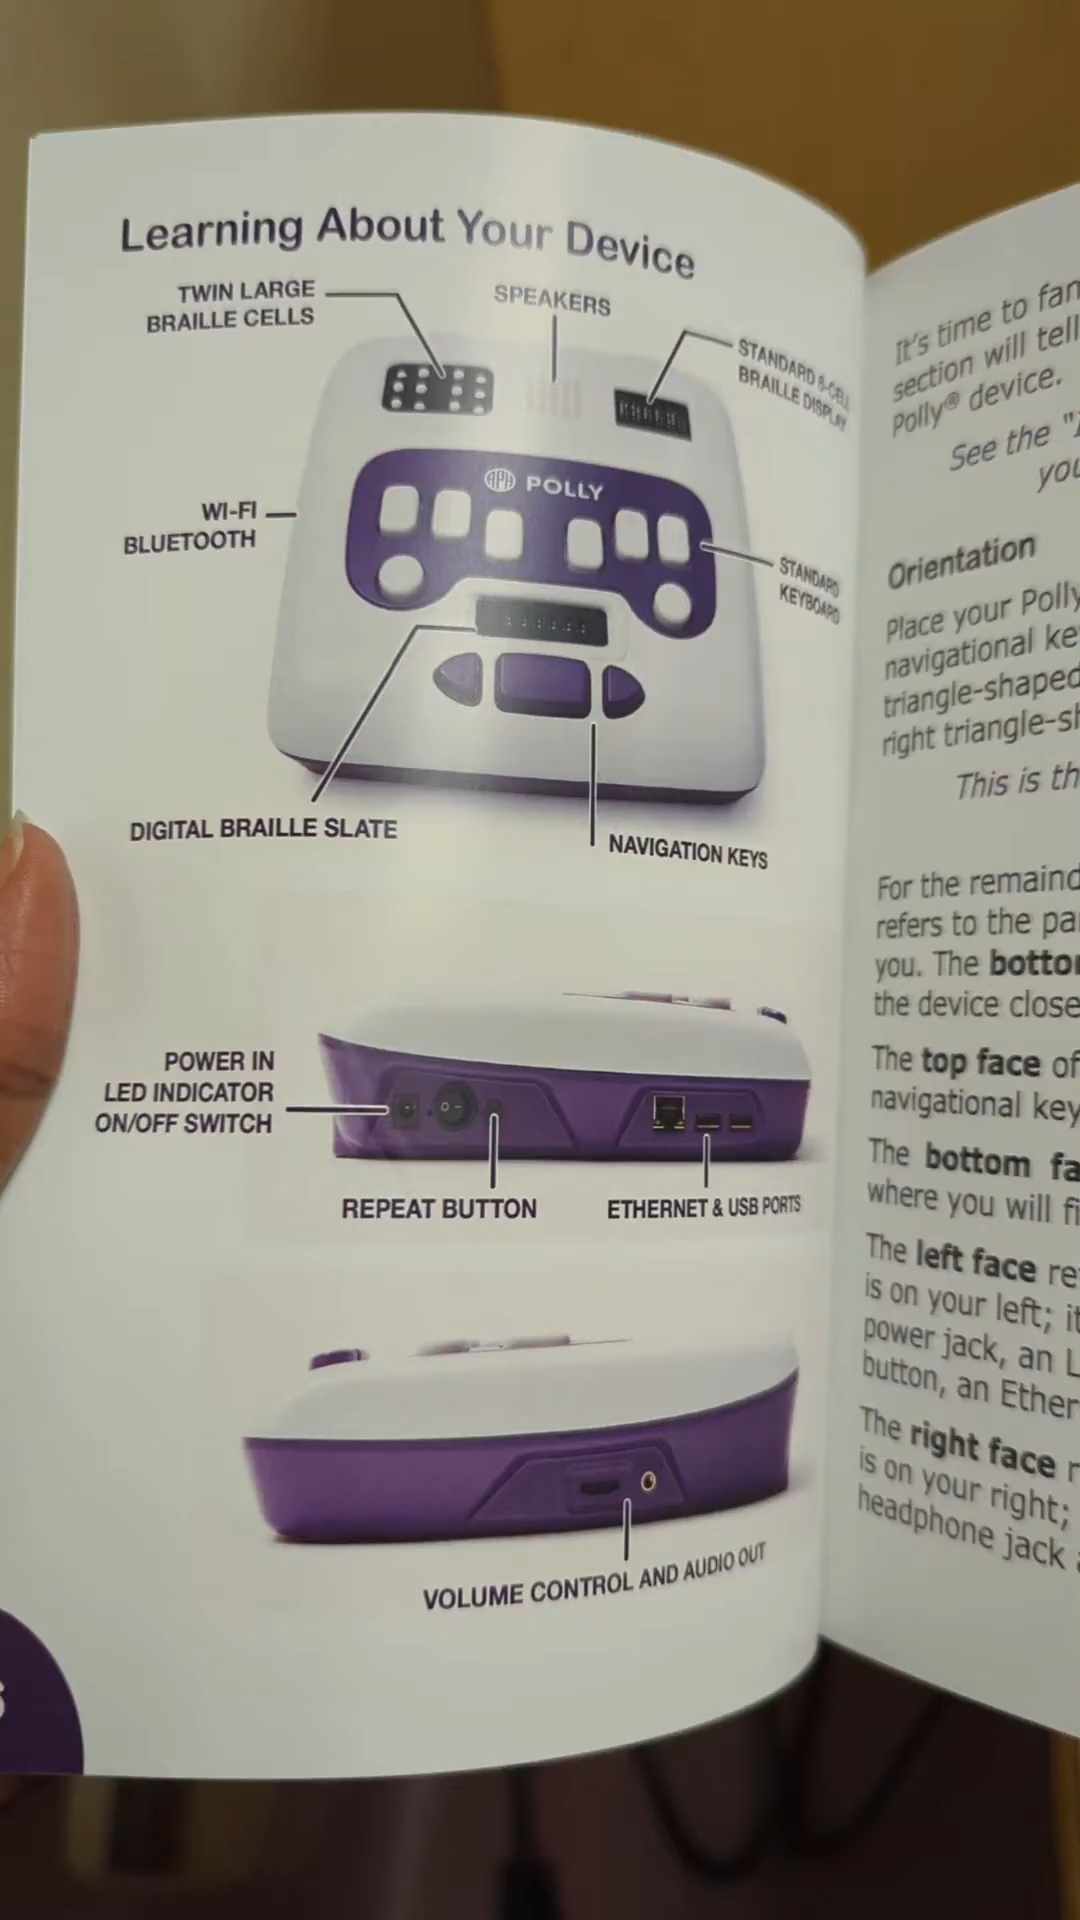 Learning About Your Device
TWIN LARGE
BRAILLE CELLS
SPEAKERS
STANDARD 6-CELL
BRAILLE DISPLAY
APH POLLY
WI-FI
BLUETOOTH
STANDARD
KEYBOARD
DIGITAL BRAILLE SLATE
NAVIGATION KEYS
POWER IN
LED INDICATOR
ON/OFF SWITCH
REPEAT BUTTON
ETHERNET & USB PORTS
VOLUME CONTROL AND AUDIO OUT
It's time to fam
section will tell
Polly® device.
See the "I
you
Orientation
Place your Polly
navigational ke
triangle-shaped
right triangle-sh
This is th
For the remaind
refers to the pa
you. The bottom
the device close
The top face of
navigational key
The bottom fa
where you will fi
The left face re
is on your left; it
power jack, an L
button, an Ether
The right face r
is on your right;
headphone jack a